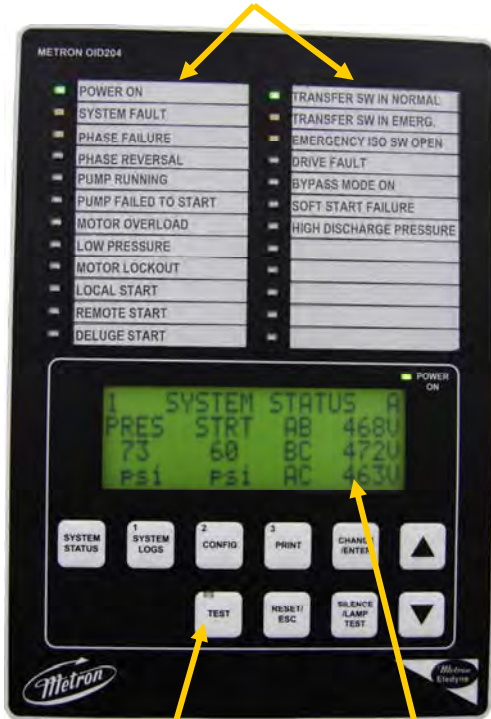 METRON OID204
POWER ON
SYSTEM FAULT
PHASE FAILURE
PHASE REVERSAL
PUMP RUNNING
PUMP FAILED TO START
MOTOR OVERLOAD
LOW PRESSURE
MOTOR LOCKOUT
LOCAL START
REMOTE START
DELUGE START
TRANSFER SW IN NORMAL
TRANSFER SW IN EMERG.
EMERGENCY ISO SW OPEN
DRIVE FAULT
BYPASS MODE ON
SOFT START FAILURE
HIGH DISCHARGE PRESSURE
POWER
ON
1 SYSTEM STATUS A
PRES STRT AB 468V
73 60 BC 472V
psi psi AC 463V
SYSTEM
STATUS
1
SYSTEM
LOGS
2
CONFIG
3
PRINT
CHANGE
/ENTER
TEST
RESET/
ESC
SILENCE
/LAMP
TEST
Metron
Metron
Eledyne